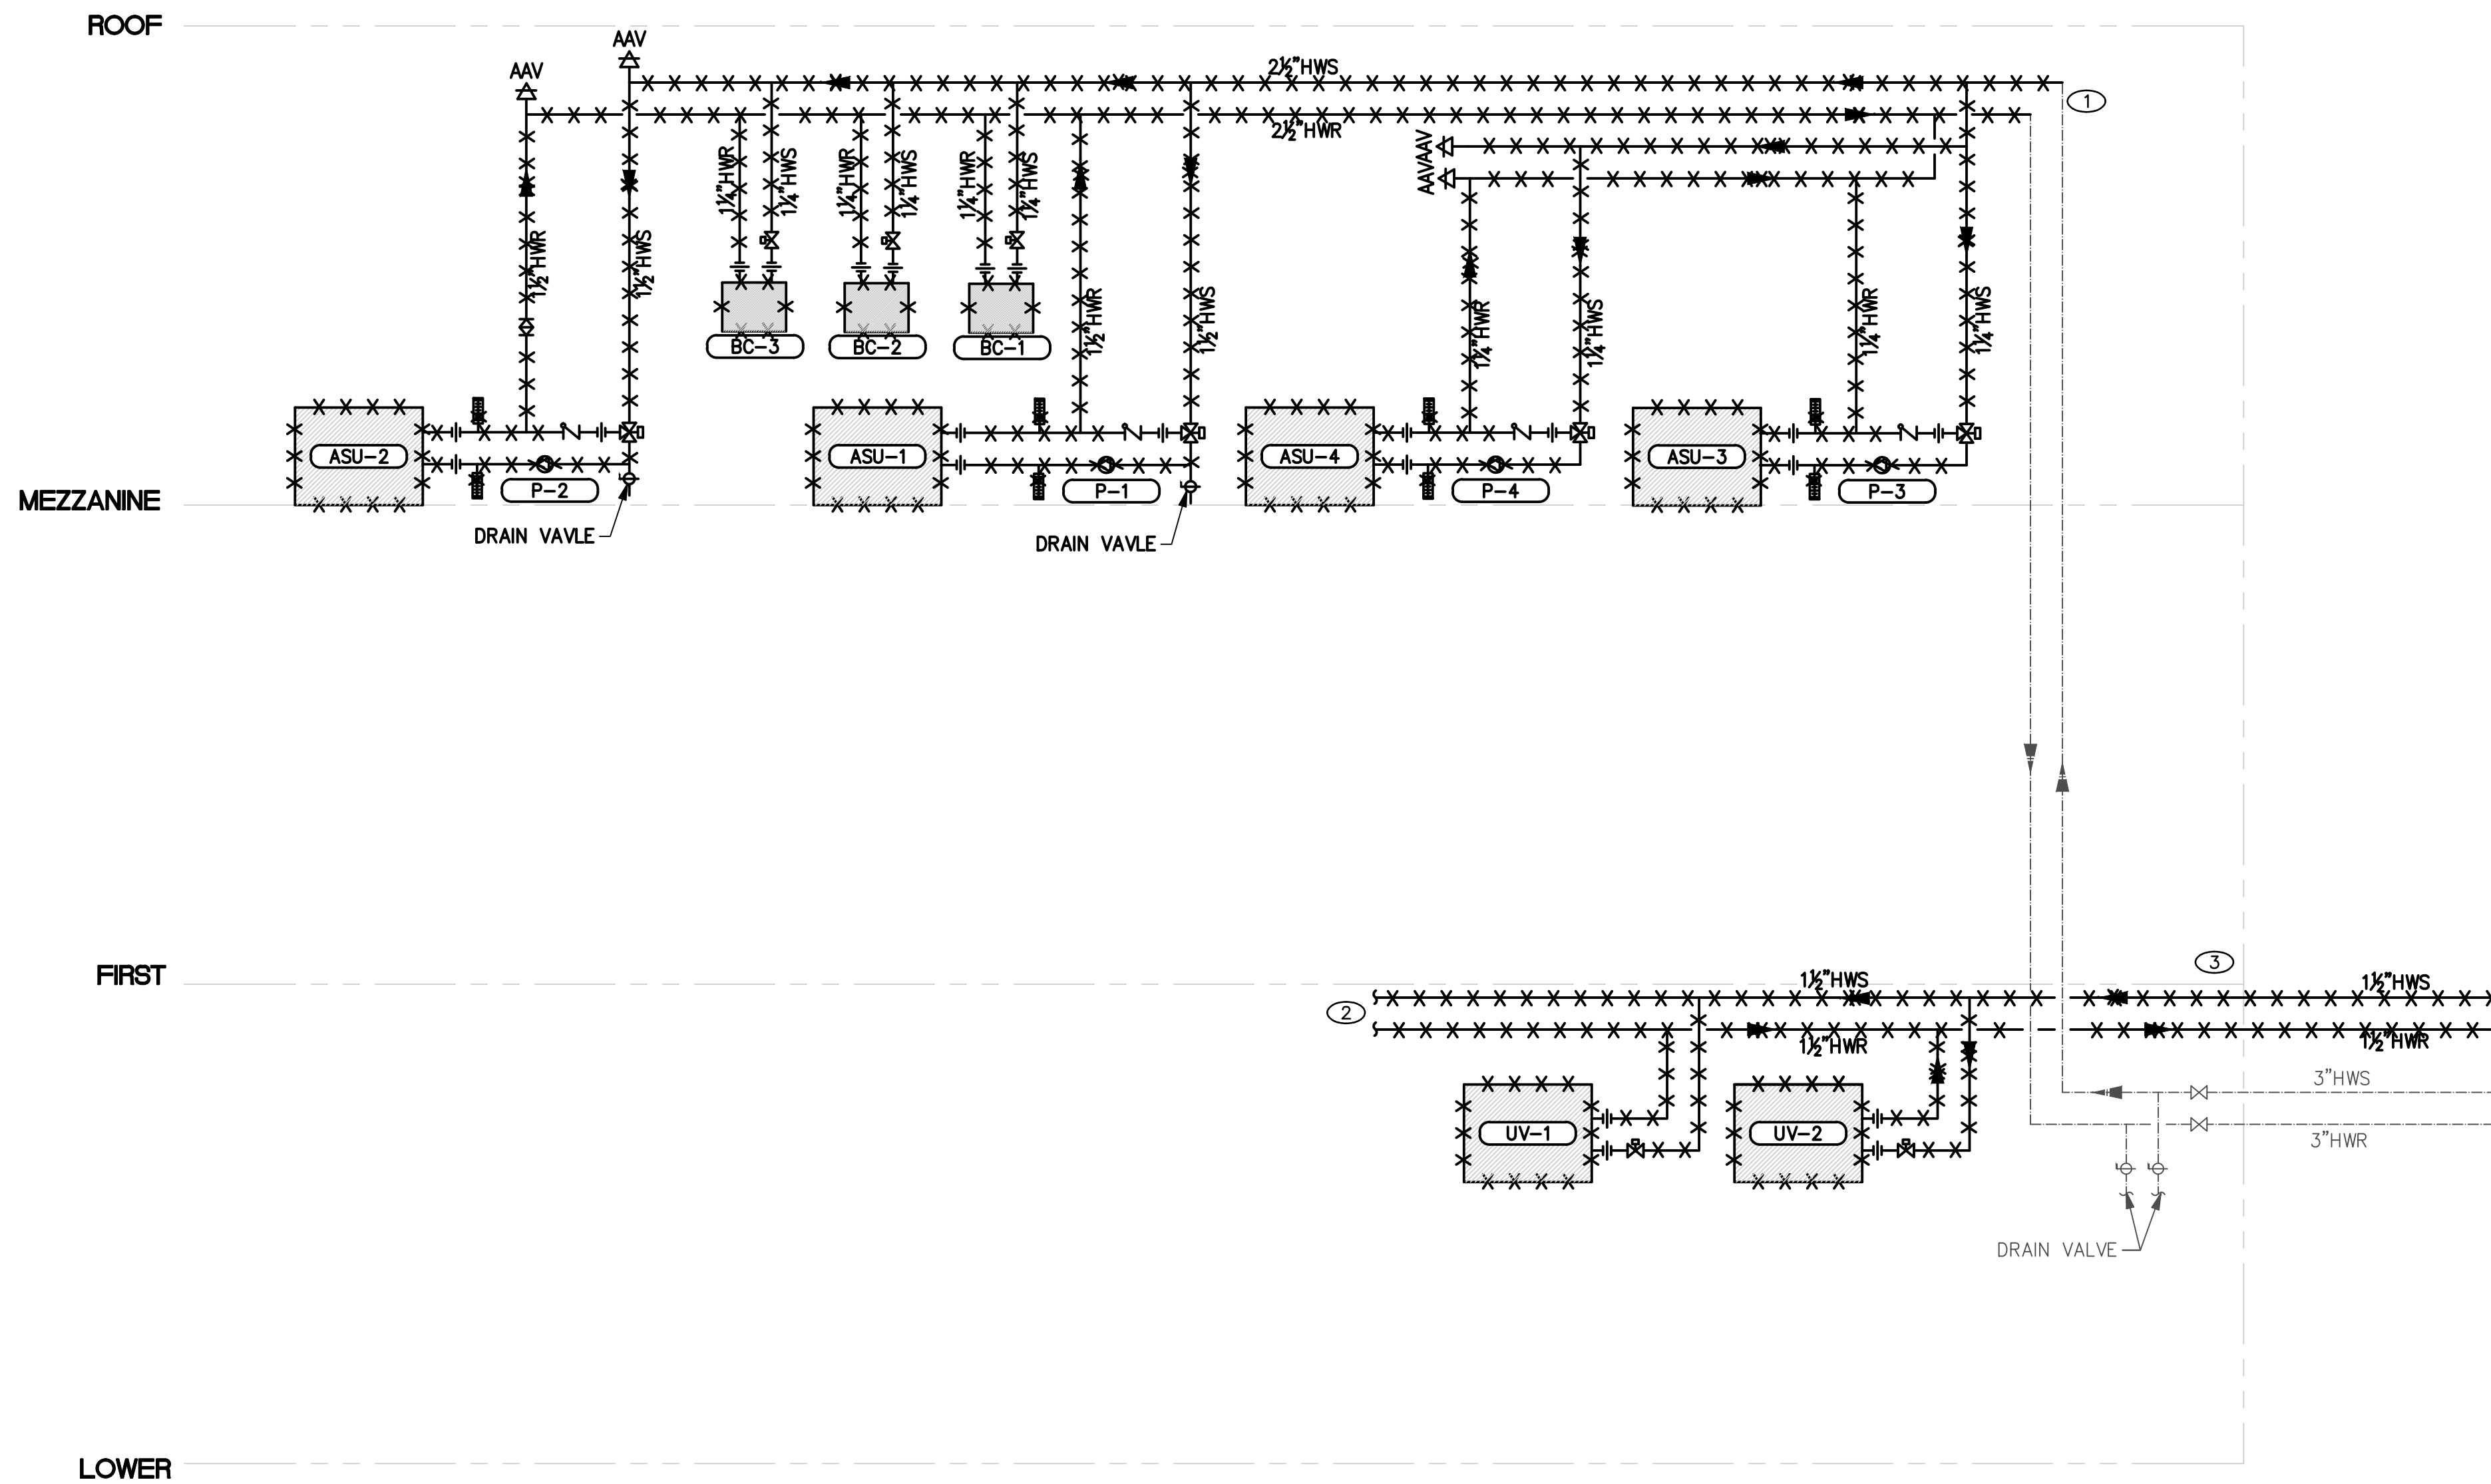 ROOF
AAV
AAV
2½"HWS
1
2½"HWR
AAV
AAV
1¼"HWR
1¼"HWS
1¼"HWR
1¼"HWS
1¼"HWR
1¼"HWS
1½"HWR
1½"HWS
1½"HWR
1½"HWS
1¼"HWR
1¼"HWS
1¼"HWR
1¼"HWS
BC-3
BC-2
BC-1
ASU-2
ASU-1
ASU-4
ASU-3
P-2
P-1
P-4
P-3
MEZZANINE
DRAIN VAVLE
DRAIN VAVLE
3
FIRST
1½"HWS
1½"HWS
2
1½"HWR
1½"HWR
3"HWS
UV-1
UV-2
3"HWR
DRAIN VALVE
LOWER